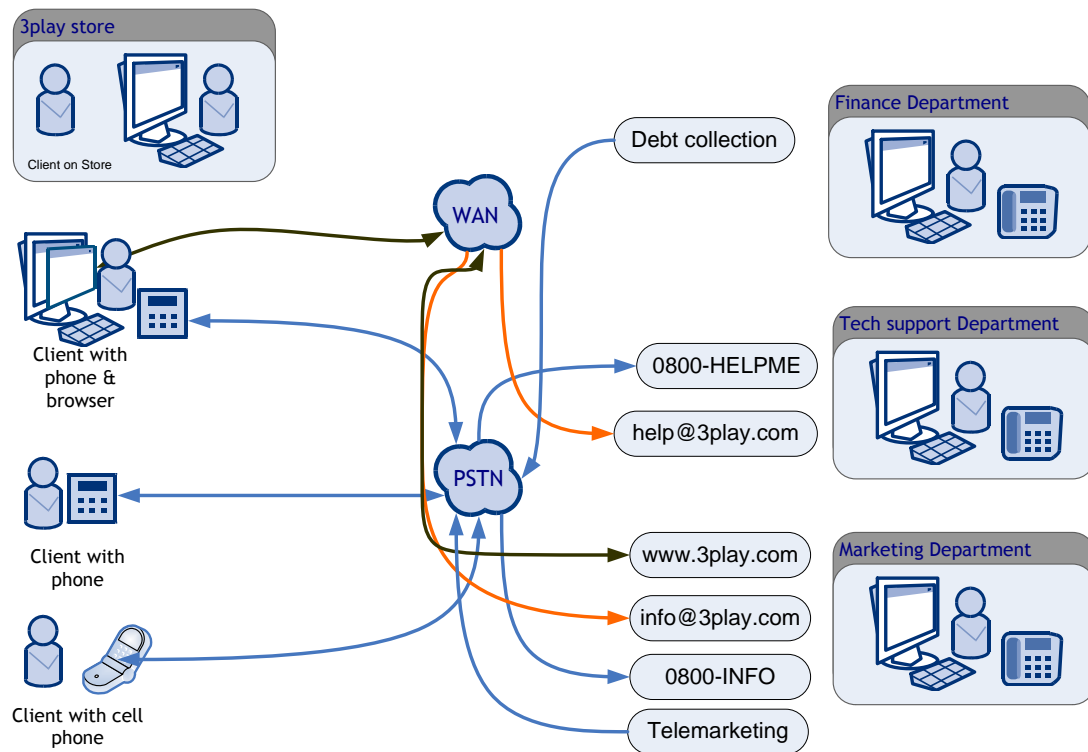 3play store
Client on Store
Client with
phone &
browser
Client with
phone
Client with cell
phone
WAN
PSTN
Debt collection
0800-HELPME
help@3play.com
www.3play.com
info@3play.com
0800-INFO
Telemarketing
Finance Department
Tech support Department
Marketing Department